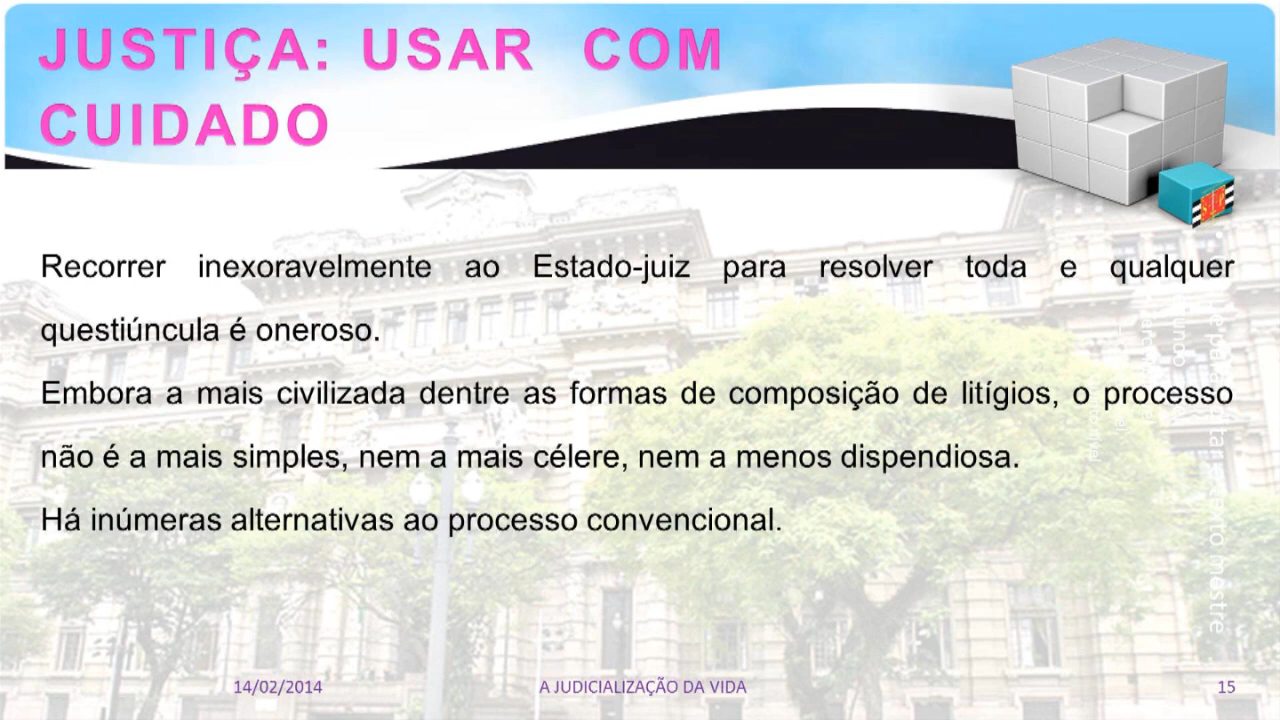 JUSTIÇA: USAR COM
CUIDADO
Recorrer inexoravelmente ao Estado-juiz para resolver toda e qualquer
questiúncula é oneroso.
Embora a mais civilizada dentre as formas de composição de litígios, o processo
não é a mais simples, nem a mais célere, nem a menos dispendiosa.
Há inúmeras alternativas ao processo convencional.
14/02/2014
A JUDICIALIZAÇÃO DA VIDA
15